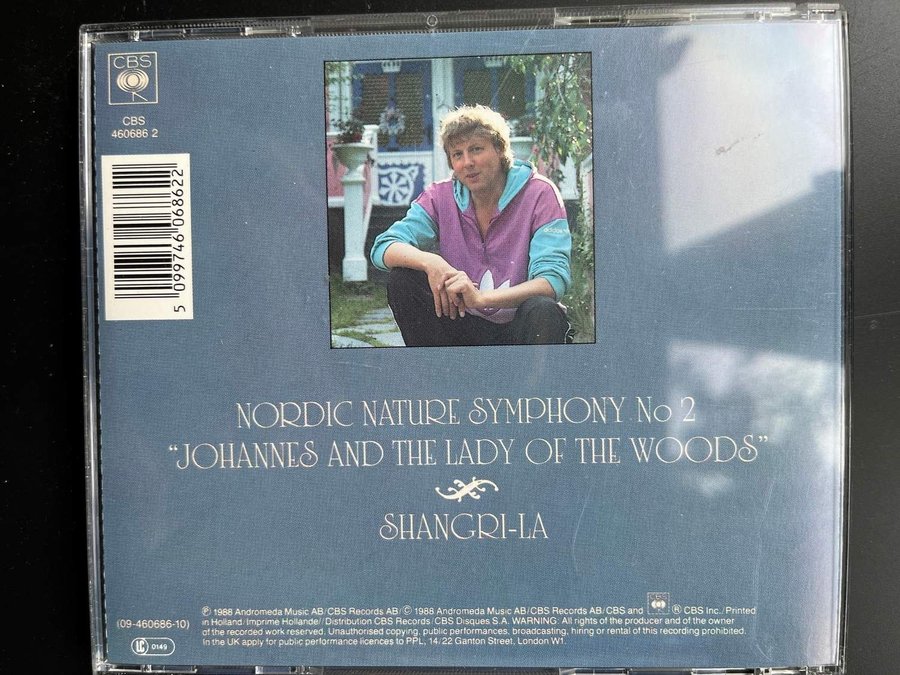 CBS
CBS
460686 2
5 099746 068622
adidas
NORDIC NATURE SYMPHONY No 2
“JOHANNES AND THE LADY OF THE WOODS”
SHANGRI-LA
(09-460686-10)
LC 0149
℗ 1988 Andromeda Music AB/CBS Records AB/© 1988 Andromeda Music AB/CBS Records AB/CBS and CBS ® CBS Inc./Printed
in Holland/Imprimé Hollande// Distribution CBS Records/CBS Disques S.A. WARNING: All rights of the producer and of the owner
of the recorded work reserved. Unauthorised copying, public performances, broadcasting, hiring or rental of this recording prohibited.
In the UK apply for public performance licences to PPL, 14/22 Ganton Street, London W1.